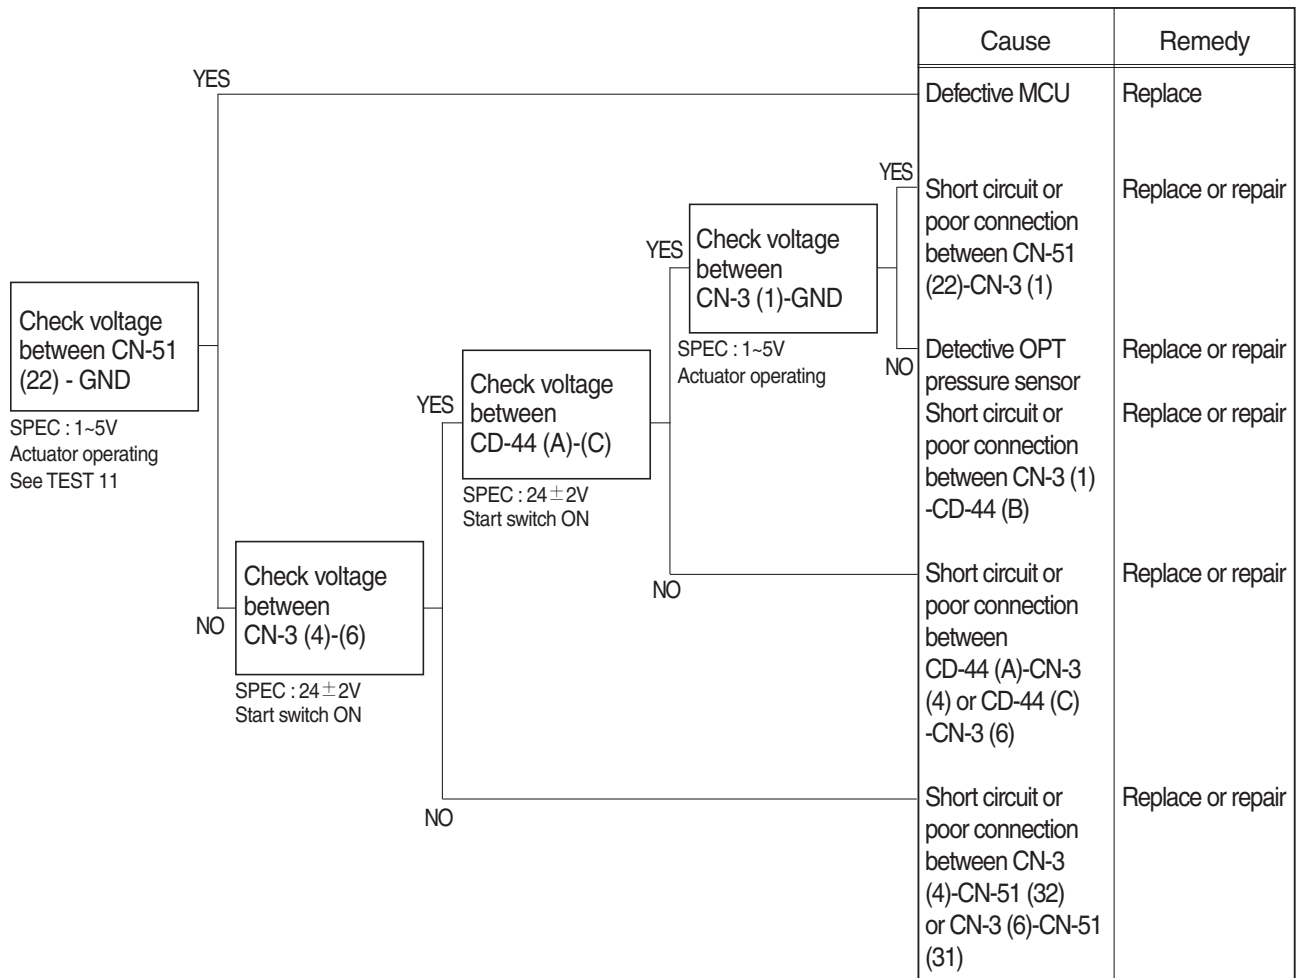 Cause
Remedy
YES
Defective MCU
Replace
YES
Short circuit or
poor connection
between CN-51
(22)-CN-3 (1)
Replace or repair
YES
Check voltage
between
CN-3 (1)-GND
SPEC : 1~5V
Actuator operating
NO
Detective OPT
pressure sensor
Replace or repair
Short circuit or
poor connection
between CN-3 (1)
-CD-44 (B)
Replace or repair
Check voltage
between CN-51
(22) - GND
SPEC : 1~5V
Actuator operating
See TEST 11
YES
Check voltage
between
CD-44 (A)-(C)
SPEC : 24±2V
Start switch ON
NO
Short circuit or
poor connection
between
CD-44 (A)-CN-3
(4) or CD-44 (C)
-CN-3 (6)
Replace or repair
NO
Check voltage
between
CN-3 (4)-(6)
SPEC : 24±2V
Start switch ON
NO
Short circuit or
poor connection
between CN-3
(4)-CN-51 (32)
or CN-3 (6)-CN-51
(31)
Replace or repair